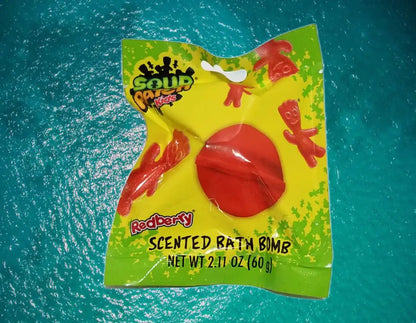 SOUR
PATCH
Kids
Redberry
SCENTED BATH BOMB
NET WT 2.11 OZ (60 g)